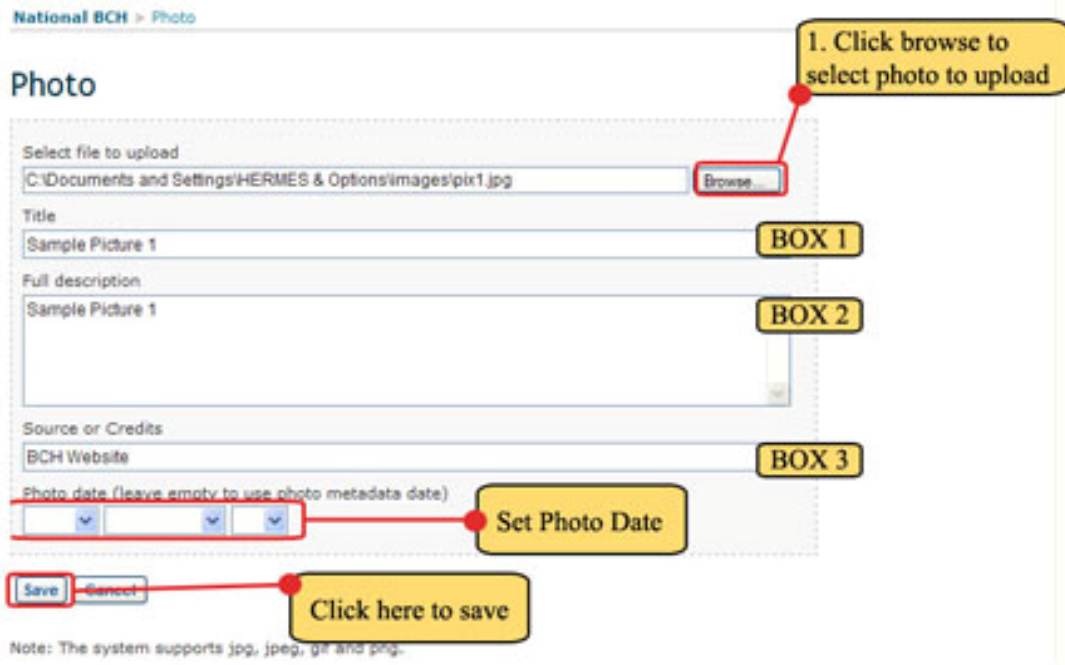 National BCH > Photo
1. Click browse to
select photo to upload
Photo
Select file to upload
C:\Documents and Settings\HERMES & Options\images\pix1.jpg
Browse...
Title
Sample Picture 1
BOX 1
Full description
Sample Picture 1
BOX 2
Source or Credits
BCH Website
BOX 3
Photo date (leave empty to use photo metadata date)
Set Photo Date
Save Cancel
Click here to save
Note: The system supports jpg, jpeg, gif and png.